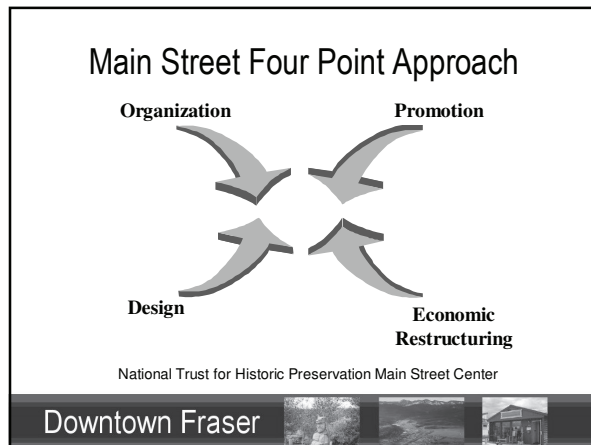 Main Street Four Point Approach
Organization
Promotion
Design
Economic
Restructuring
National Trust for Historic Preservation Main Street Center
Downtown Fraser